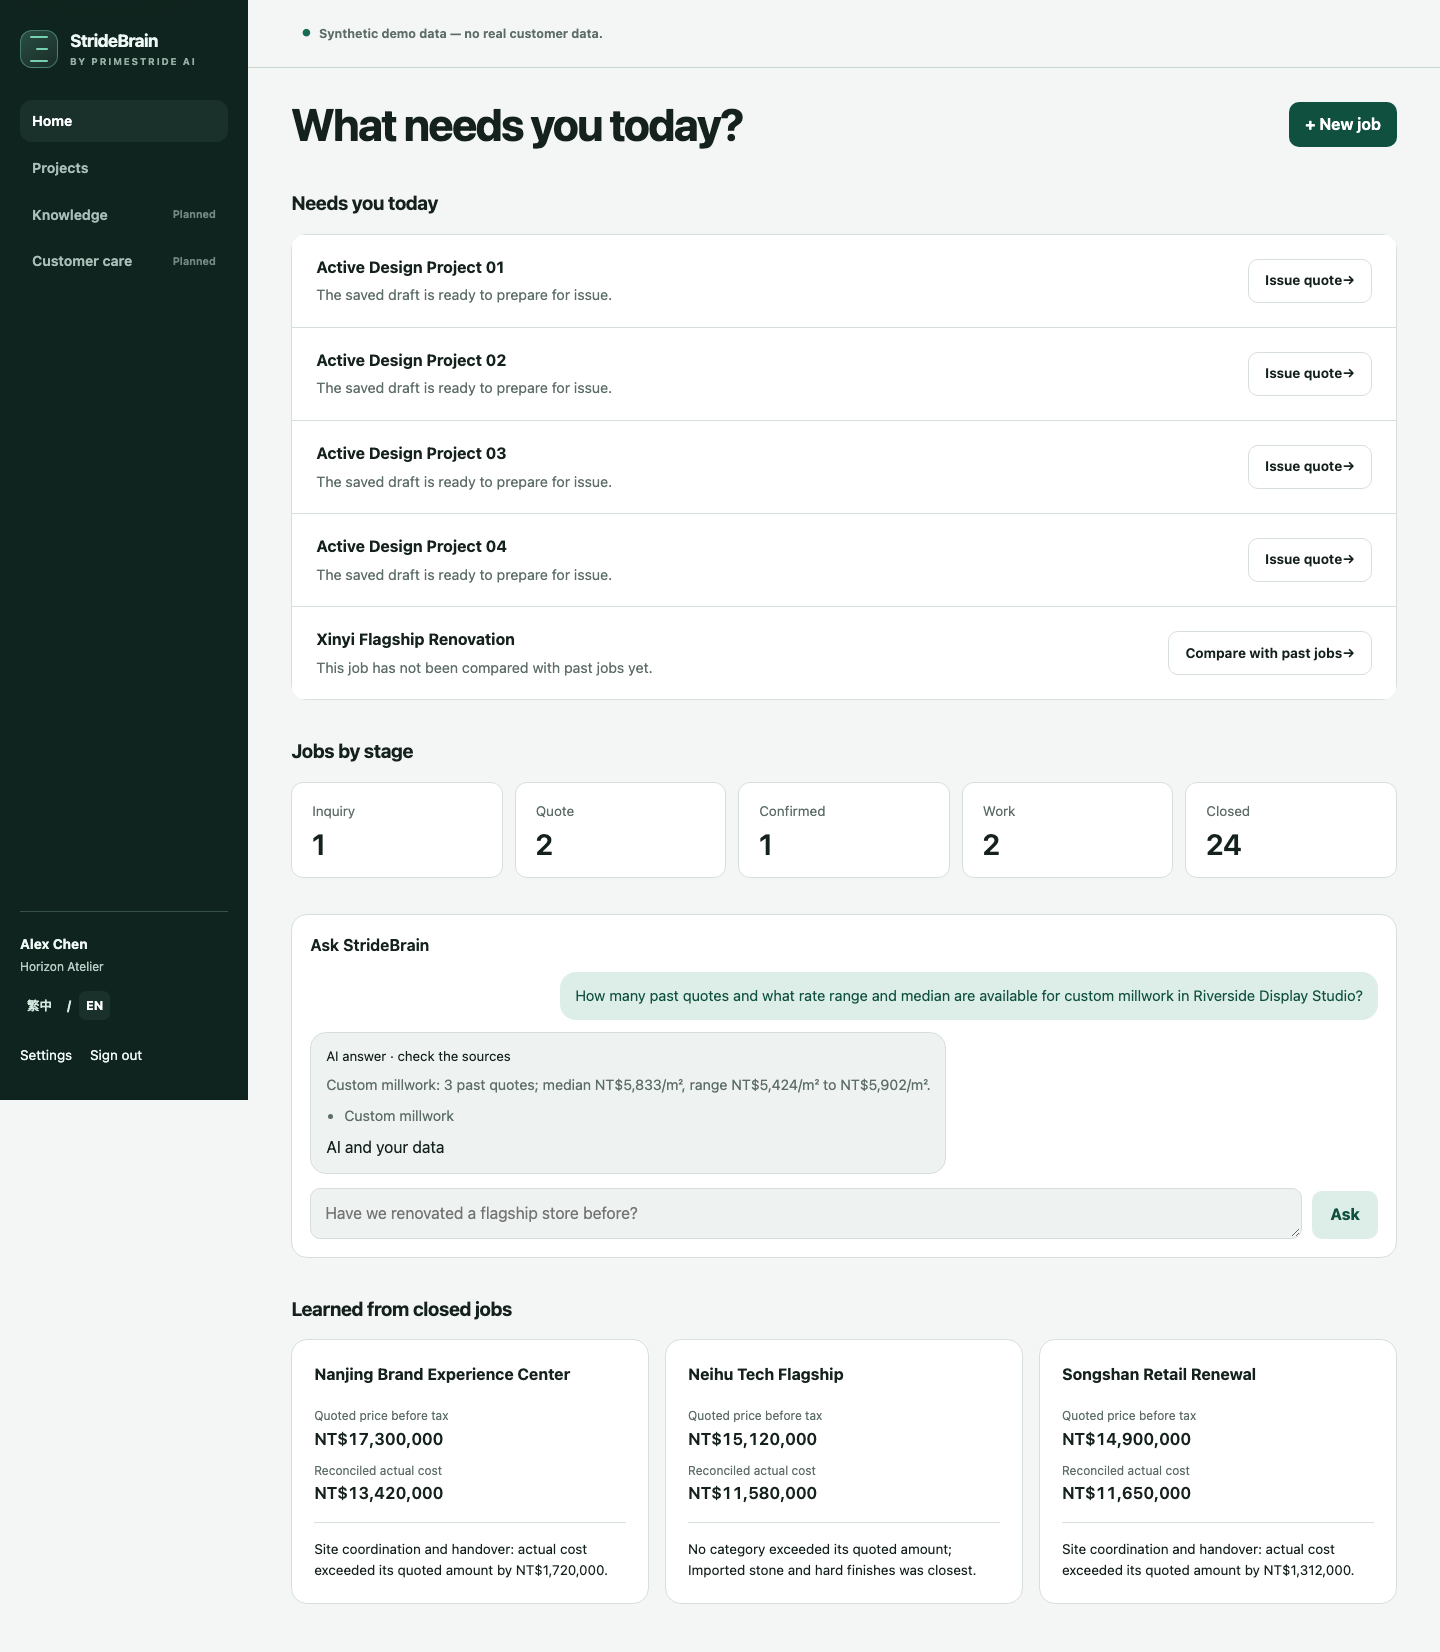 StrideBrain
BY PRIMESTRIDE AI
Home
Projects
Knowledge Planned
Customer care Planned
Alex Chen
Horizon Atelier
繁中 / EN
Settings Sign out
Synthetic demo data — no real customer data.
What needs you today?
+ New job
Needs you today
Active Design Project 01
The saved draft is ready to prepare for issue.
Issue quote→
Active Design Project 02
The saved draft is ready to prepare for issue.
Issue quote→
Active Design Project 03
The saved draft is ready to prepare for issue.
Issue quote→
Active Design Project 04
The saved draft is ready to prepare for issue.
Issue quote→
Xinyi Flagship Renovation
This job has not been compared with past jobs yet.
Compare with past jobs→
Jobs by stage
Inquiry
1
Quote
2
Confirmed
1
Work
2
Closed
24
Ask StrideBrain
How many past quotes and what rate range and median are available for custom millwork in Riverside Display Studio?
AI answer · check the sources
Custom millwork: 3 past quotes; median NT$5,833/m², range NT$5,424/m² to NT$5,902/m².
• Custom millwork
AI and your data
Have we renovated a flagship store before?
Ask
Learned from closed jobs
Nanjing Brand Experience Center
Quoted price before tax
NT$17,300,000
Reconciled actual cost
NT$13,420,000
Site coordination and handover: actual cost
exceeded its quoted amount by NT$1,720,000.
Neihu Tech Flagship
Quoted price before tax
NT$15,120,000
Reconciled actual cost
NT$11,580,000
No category exceeded its quoted amount;
Imported stone and hard finishes was closest.
Songshan Retail Renewal
Quoted price before tax
NT$14,900,000
Reconciled actual cost
NT$11,650,000
Site coordination and handover: actual cost
exceeded its quoted amount by NT$1,312,000.